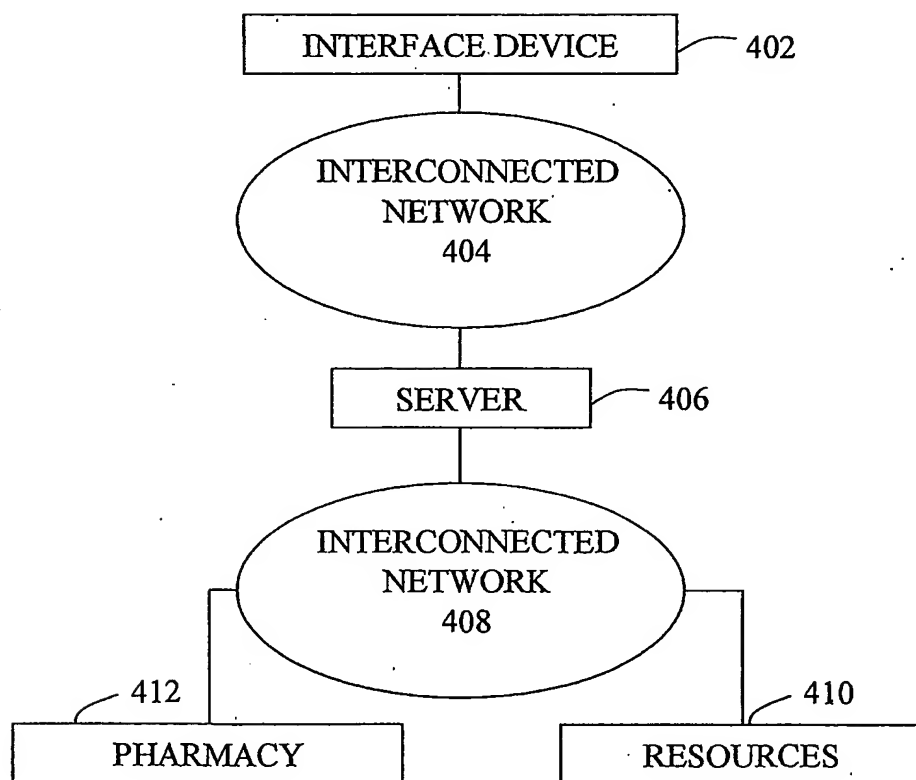 INTERFACE DEVICE
402
INTERCONNECTED
NETWORK
404
SERVER
406
INTERCONNECTED
NETWORK
408
412
410
PHARMACY
RESOURCES